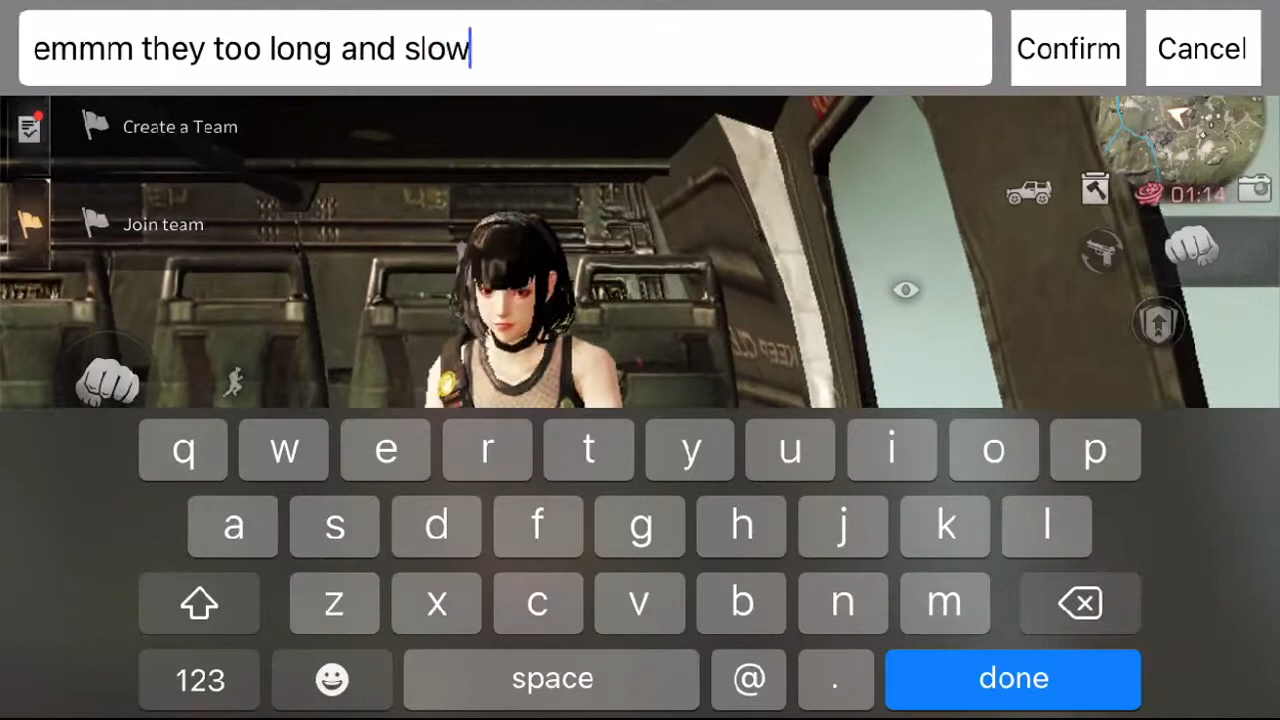 emmm they too long and slow
Confirm
Cancel
Create a Team
01:14
Join team
q w e r t y u i o p
a s d f g h j k l
z x c v b n m
123 space @ . done